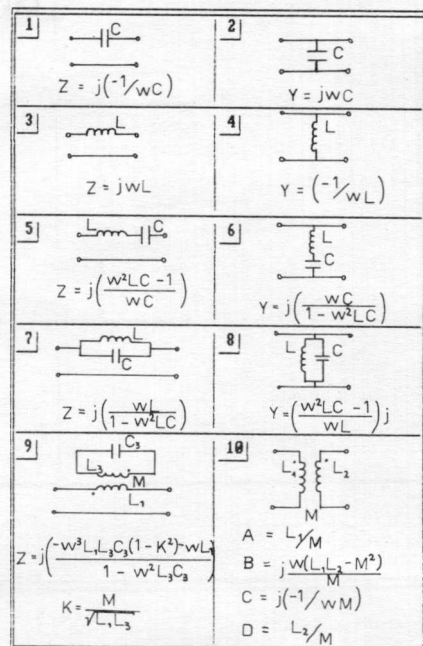 1
C
Z = j(-1/wC)
2
C
Y = jwC
3
L
Z = jwL
4
L
Y = (-1/wL)
5
L C
Z = j((w²LC -1)/(wC))
6
L
C
Y = j((wC)/(1 - w²LC))
7
L
C
Z = j((wL)/(1 - w²LC))
8
L C
Y = ((w²LC -1)/(wL)) j
9
C₃
L₃
M
L₁
Z = j((-w³L₁L₃C₃(1 - K²)-wL₁)/(1 - w²L₃C₃))
K = M/√L₁L₃
10
L₁ L₂
M
A = L₁/M
B = j w(L₁L₂ - M²)/M
C = j(-1/wM)
D = L₂/M